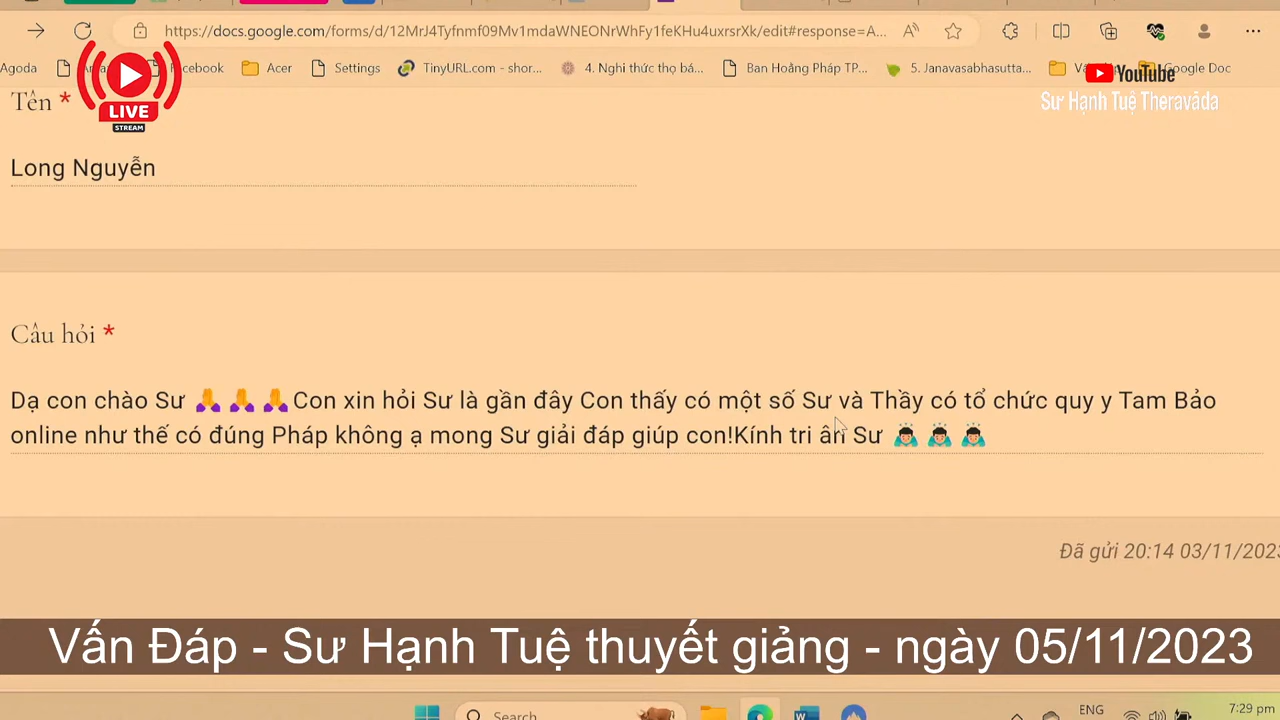 https://docs.google.com/forms/d/12MrJ4Tyfnmf09Mv1mdaWNEONrWhFy1feKHu4uxrsrXk/edit#response=A...
Agoda Facebook Acer Settings TinyURL.com - shor... 4. Nghi thức thọ bá... Ban Hoằng Pháp TP... 5. Janavasabhasutta... Google Doc
LIVE
STREAM
YouTube
Sư Hạnh Tuệ Theravāda
Tên *
Long Nguyễn
Câu hỏi *
Dạ con chào Sư 🙏🙏🙏Con xin hỏi Sư là gần đây Con thấy có một số Sư và Thầy có tổ chức quy y Tam Bảo
online như thế có đúng Pháp không ạ mong Sư giải đáp giúp con!Kính tri ân Sư 🙇🙇🙇
Đã gửi 20:14 03/11/2023
Vấn Đáp - Sư Hạnh Tuệ thuyết giảng - ngày 05/11/2023
Search
ENG
7:29 pm